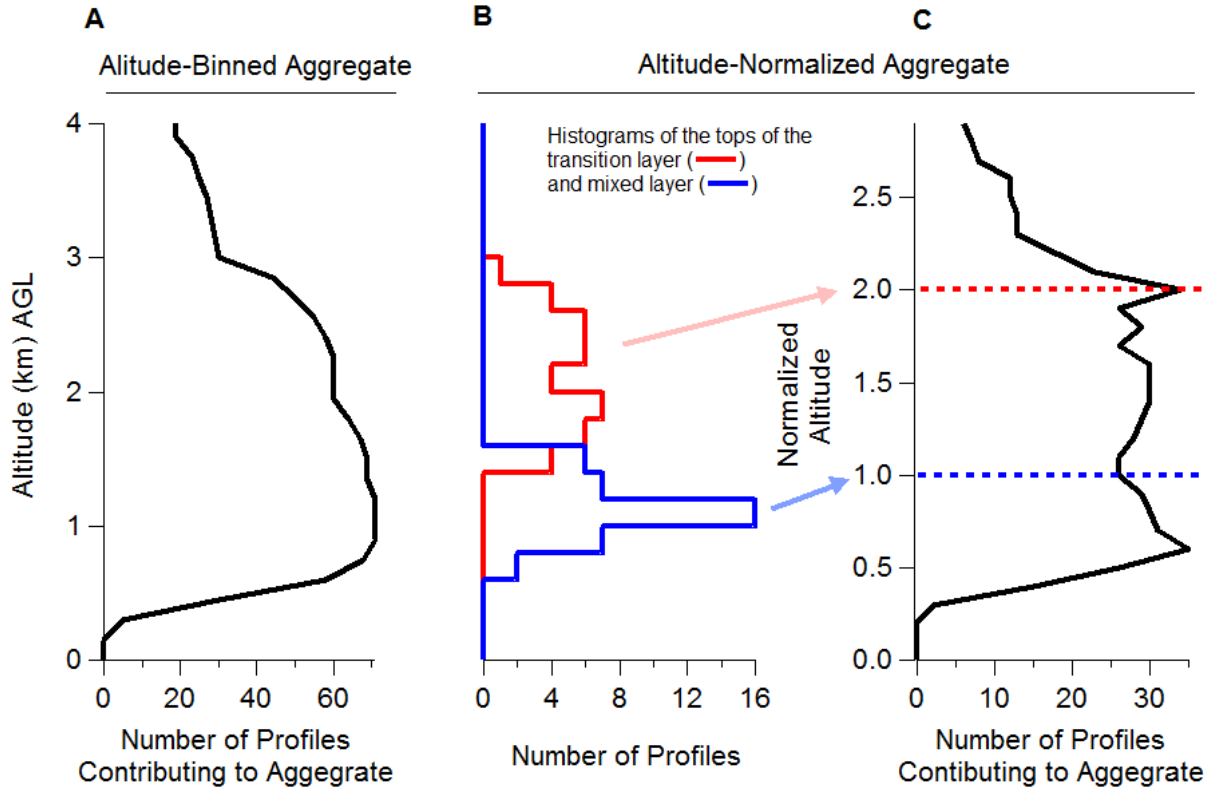 A
B
C
Alitude-Binned Aggregate
Altitude-Normalized Aggregate
Altitude (km) AGL
4
3
2
1
0
0
20
40
60
Number of Profiles
Contributing to Aggegrate
Histograms of the tops of the
transition layer ( )
and mixed layer ( )
0
4
8
12
16
Number of Profiles
Normalized
Altitude
2.5
2.0
1.5
1.0
0.5
0.0
0
10
20
30
Number of Profiles
Contibuting to Aggegrate